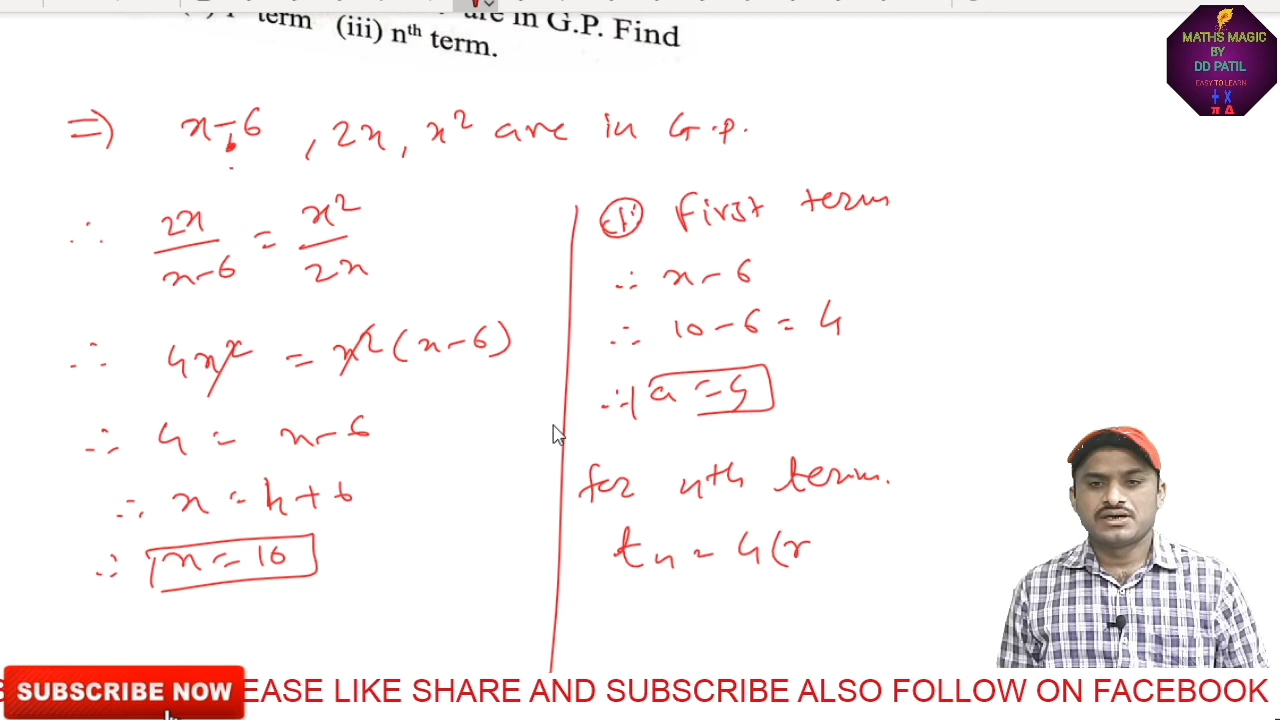 term (iii) nth term.
are in G.P. Find
MATHS MAGIC
BY
DD PATIL
EASY TO LEARN
+ X
π Δ
=) x-6, 2x, x² are in G.P.
∴ 2x/x-6 = x²/2x
∴ 4x² = x²(x-6)
∴ 4 = x-6
∴ x = 4+6
∴ x = 10
(i) First term
∴ x-6
∴ 10-6 = 4
∴ a = 4
for nth term.
tn = 4(r
SUBSCRIBE NOW
EASE LIKE SHARE AND SUBSCRIBE ALSO FOLLOW ON FACEBOOK